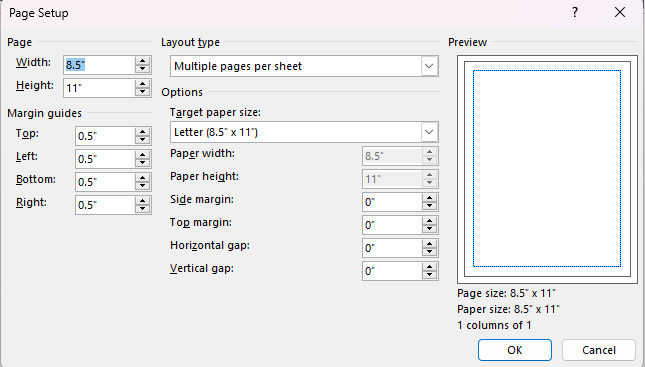 Page Setup ?
Page
Width: 8.5"
Height: 11"
Margin guides
Top: 0.5"
Left: 0.5"
Bottom: 0.5"
Right: 0.5"
Layout type
Multiple pages per sheet
Options
Target paper size:
Letter (8.5" x 11")
Paper width: 8.5"
Paper height: 11"
Side margin: 0"
Top margin: 0"
Horizontal gap: 0"
Vertical gap: 0"
Preview
Page size: 8.5" x 11"
Paper size: 8.5" x 11"
1 columns of 1
OK Cancel